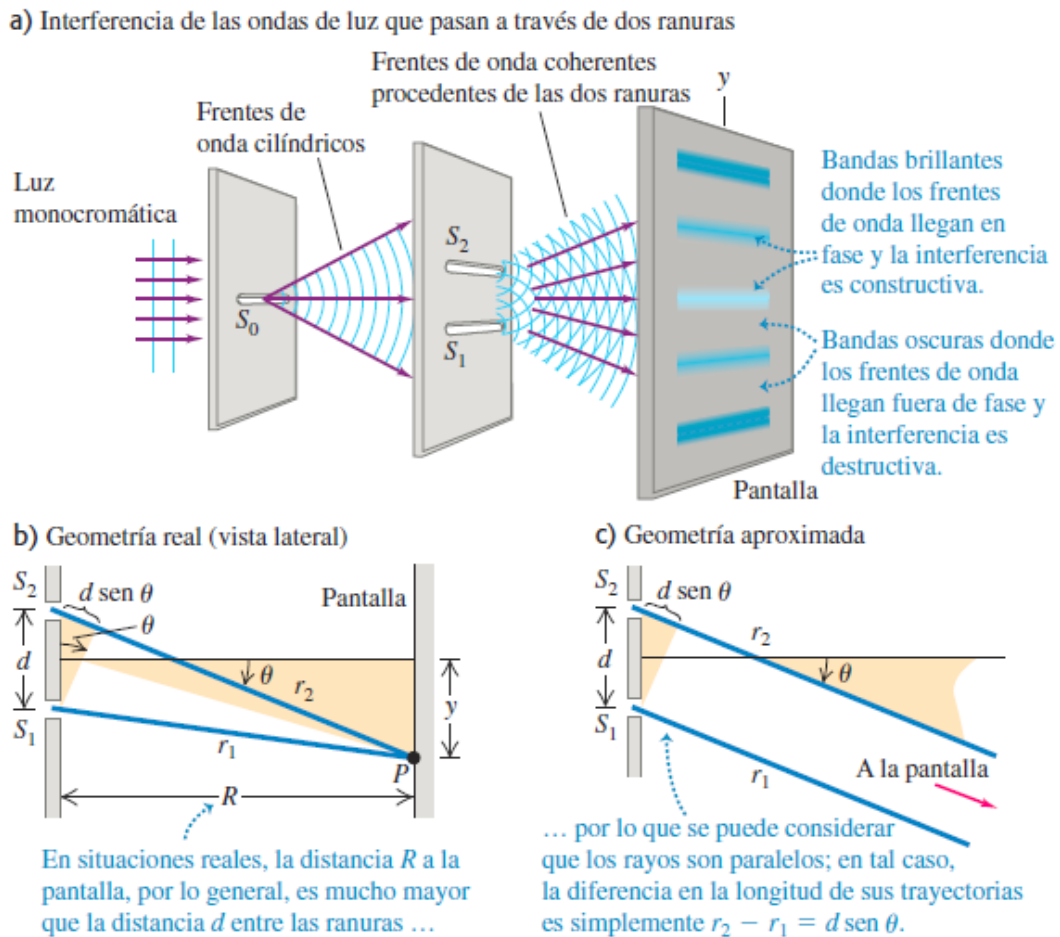 a) Interferencia de las ondas de luz que pasan a través de dos ranuras
Frentes de onda coherentes
procedentes de las dos ranuras
y
Frentes de
onda cilíndricos
Luz
monocromática
S0
S2
S1
Bandas brillantes
donde los frentes
de onda llegan en
fase y la interferencia
es constructiva.
Bandas oscuras donde
los frentes de onda
llegan fuera de fase y
la interferencia es
destructiva.
Pantalla
b) Geometría real (vista lateral)
S2
d sen θ
Pantalla
θ
d
θ
r2
y
S1
r1
P
R
En situaciones reales, la distancia R a la
pantalla, por lo general, es mucho mayor
que la distancia d entre las ranuras …
c) Geometría aproximada
S2
d sen θ
r2
d
θ
S1
r1
A la pantalla
… por lo que se puede considerar
que los rayos son paralelos; en tal caso,
la diferencia en la longitud de sus trayectorias
es simplemente r2 − r1 = d sen θ.